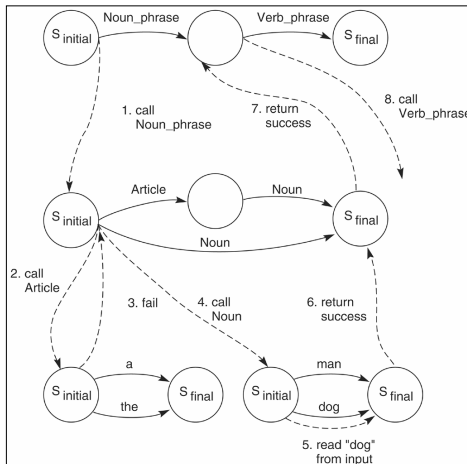 Noun_phrase
Verb_phrase
S initial
S final
1. call
Noun_phrase
7. return
success
8. call
Verb_phrase
Article
Noun
S initial
S final
Noun
2. call
Article
3. fail
4. call
Noun
6. return
success
a
man
S initial
S final
S initial
S final
the
dog
5. read "dog"
from input